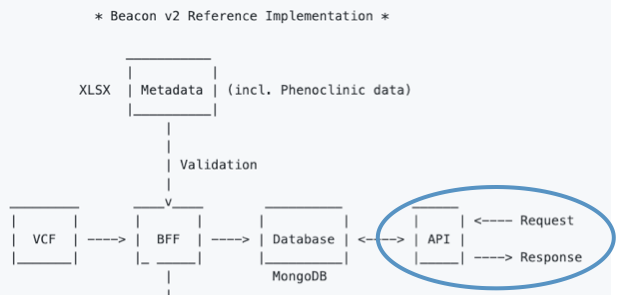 * Beacon v2 Reference Implementation *
XLSX | Metadata | (incl. Phenoclinic data)
Validation
v
| VCF | ----> | BFF | ----> | Database | <----> | API |
<---- Request
----> Response
MongoDB